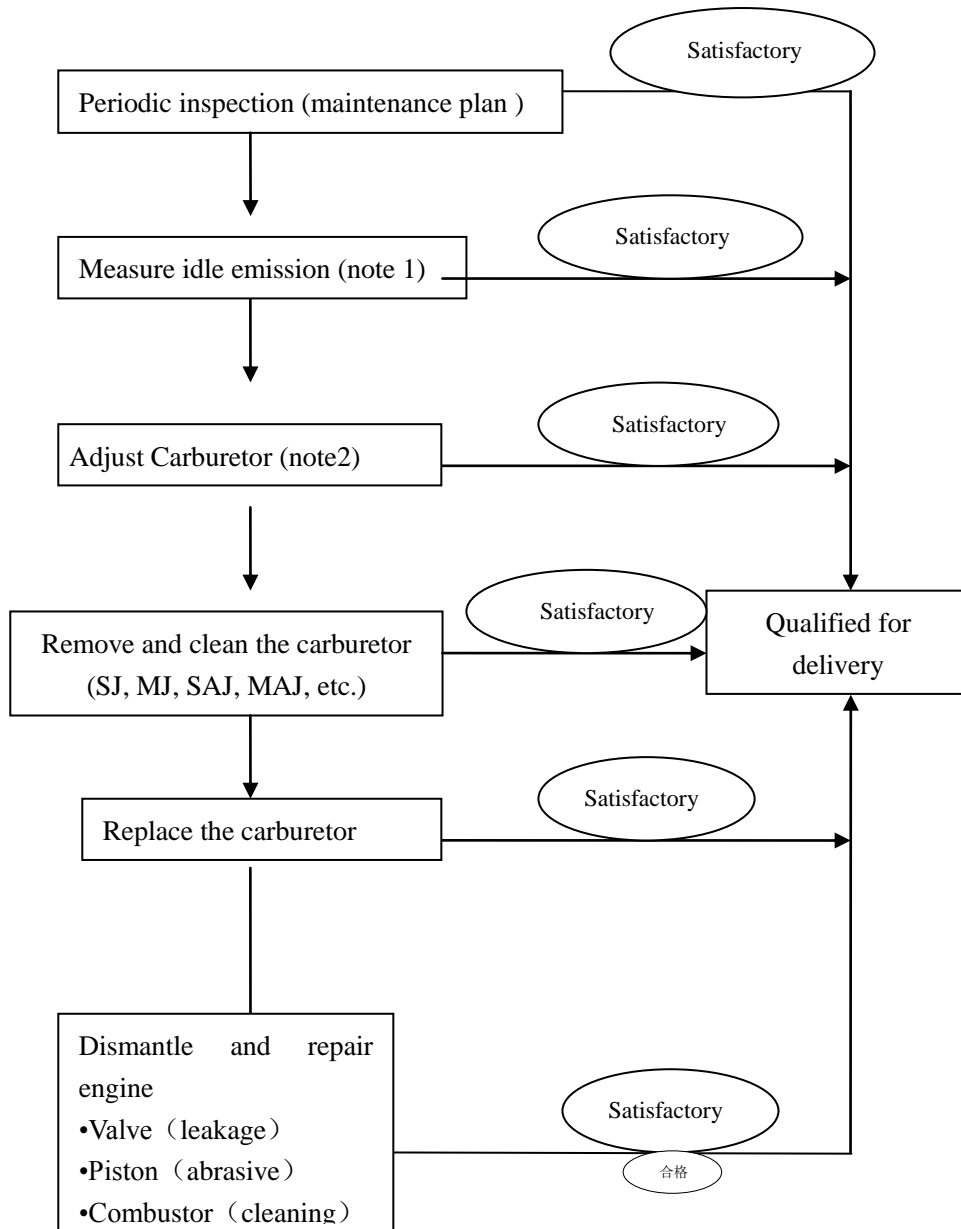 Satisfactory
Periodic inspection (maintenance plan )
Satisfactory
Measure idle emission (note 1)
Satisfactory
Adjust Carburetor (note2)
Satisfactory
Remove and clean the carburetor
(SJ, MJ, SAJ, MAJ, etc.)
Qualified for
delivery
Satisfactory
Replace the carburetor
Dismantle and repair
engine
•Valve（leakage）
•Piston（abrasive）
•Combustor（cleaning）
Satisfactory
合格